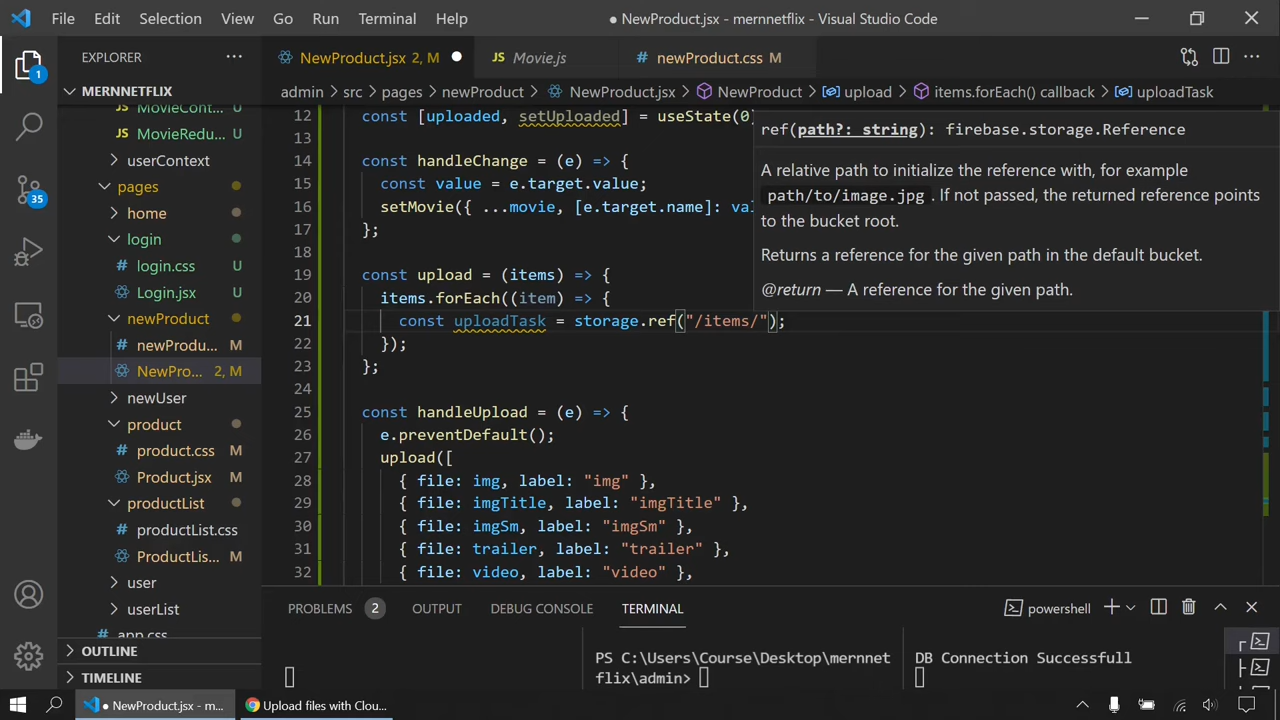 File Edit Selection View Go Run Terminal Help
● NewProduct.jsx - mernnetflix - Visual Studio Code
EXPLORER
NewProduct.jsx 2, M
JS Movie.js
# newProduct.css M
1
MERNNETFLIX
admin > src > pages > newProduct > NewProduct.jsx > NewProduct > upload > items.forEach() callback > uploadTask
JS MovieCont... U
JS MovieRedu... U
userContext
pages
home
login
# login.css U
Login.jsx U
newProduct
# newProdu... M
NewPro... 2, M
newUser
product
# product.css M
Product.jsx M
productList
# productList.css
ProductLis... M
user
userList
app.css
OUTLINE
TIMELINE
35
12 const [uploaded, setUploaded] = useState(0)
13
14 const handleChange = (e) => {
15 const value = e.target.value;
16 setMovie({ ...movie, [e.target.name]: val
17 };
18
19 const upload = (items) => {
20 items.forEach((item) => {
21 const uploadTask = storage.ref("/items/");
22 });
23 };
24
25 const handleUpload = (e) => {
26 e.preventDefault();
27 upload([
28 { file: img, label: "img" },
29 { file: imgTitle, label: "imgTitle" },
30 { file: imgSm, label: "imgSm" },
31 { file: trailer, label: "trailer" },
32 { file: video, label: "video" },
ref(path?: string): firebase.storage.Reference
A relative path to initialize the reference with, for example
path/to/image.jpg . If not passed, the returned reference points
to the bucket root.
Returns a reference for the given path in the default bucket.
@return — A reference for the given path.
PROBLEMS 2 OUTPUT DEBUG CONSOLE TERMINAL
powershell
PS C:\Users\Course\Desktop\mernnet
flix\admin>
DB Connection Successfull
● NewProduct.jsx - m...
Upload files with Clou...